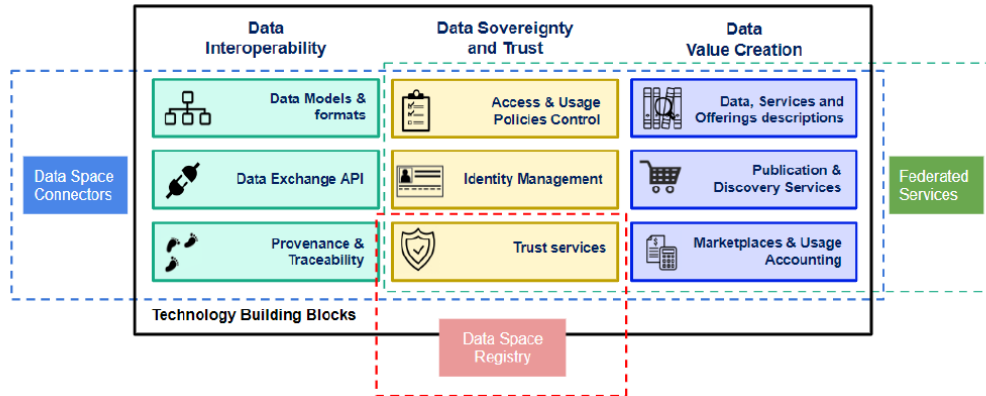 Data
Interoperability
Data Sovereignty
and Trust
Data
Value Creation
Data Models &
formats
Access & Usage
Policies Control
Data, Services and
Offerings descriptions
Data Space
Connectors
Data Exchange API
Identity Management
Publication &
Discovery Services
Federated
Services
Provenance &
Traceability
Trust services
Marketplaces & Usage
Accounting
Technology Building Blocks
Data Space
Registry